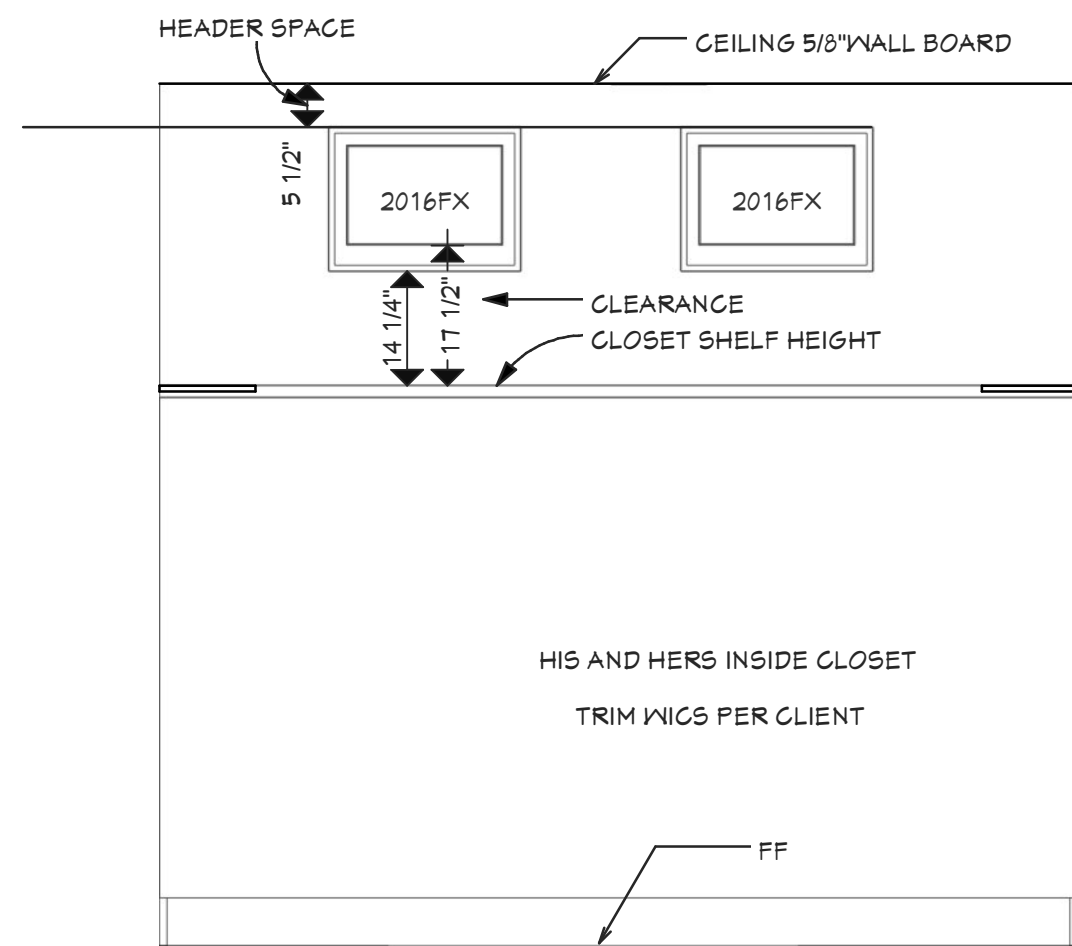 HEADER SPACE
CEILING 5/8"WALL BOARD
5 1/2"
2016FX
2016FX
14 1/4"
17 1/2"
CLEARANCE
CLOSET SHELF HEIGHT
HIS AND HERS INSIDE CLOSET
TRIM WICS PER CLIENT
FF